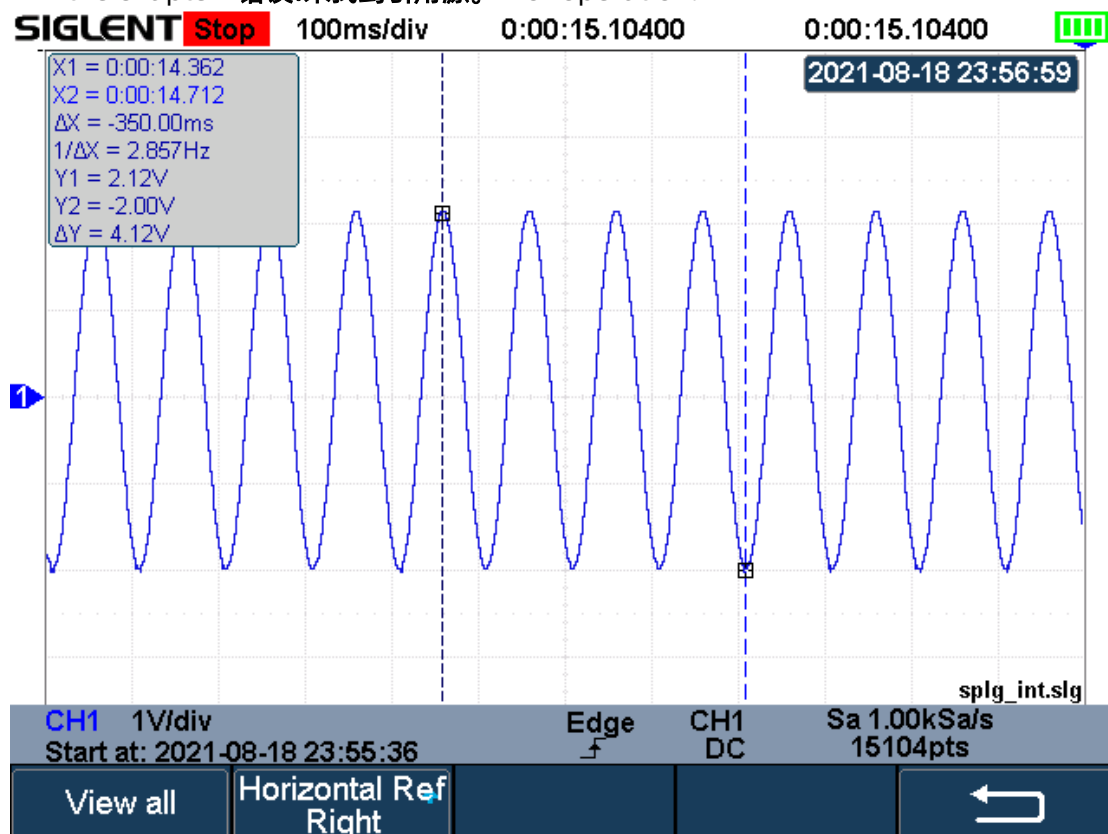 SIGLENT Stop 100ms/div 0:00:15.10400 0:00:15.10400
X1 = 0:00:14.362
2021-08-18 23:56:59
X2 = 0:00:14.712
ΔX = -350.00ms
1/ΔX = 2.857Hz
Y1 = 2.12V
Y2 = -2.00V
ΔY = 4.12V
1
splg_int.slg
CH1 1V/div Edge CH1 Sa 1.00kSa/s
Start at: 2021-08-18 23:55:36 DC 15104pts
View all Horizontal Ref
Right